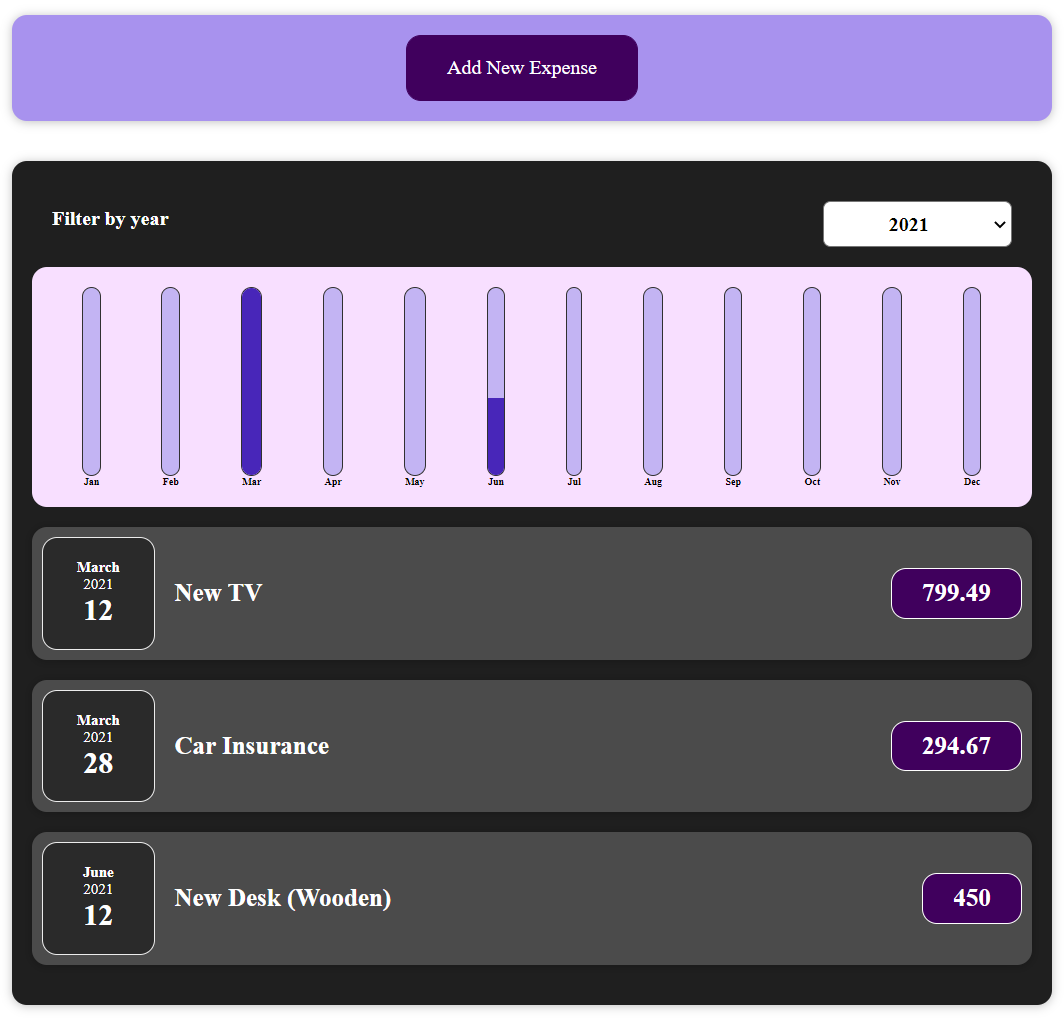 Add New Expense
Filter by year
2021
Jan Feb Mar Apr May Jun Jul Aug Sep Oct Nov Dec
March
2021
12
New TV
799.49
March
2021
28
Car Insurance
294.67
June
2021
12
New Desk (Wooden)
450